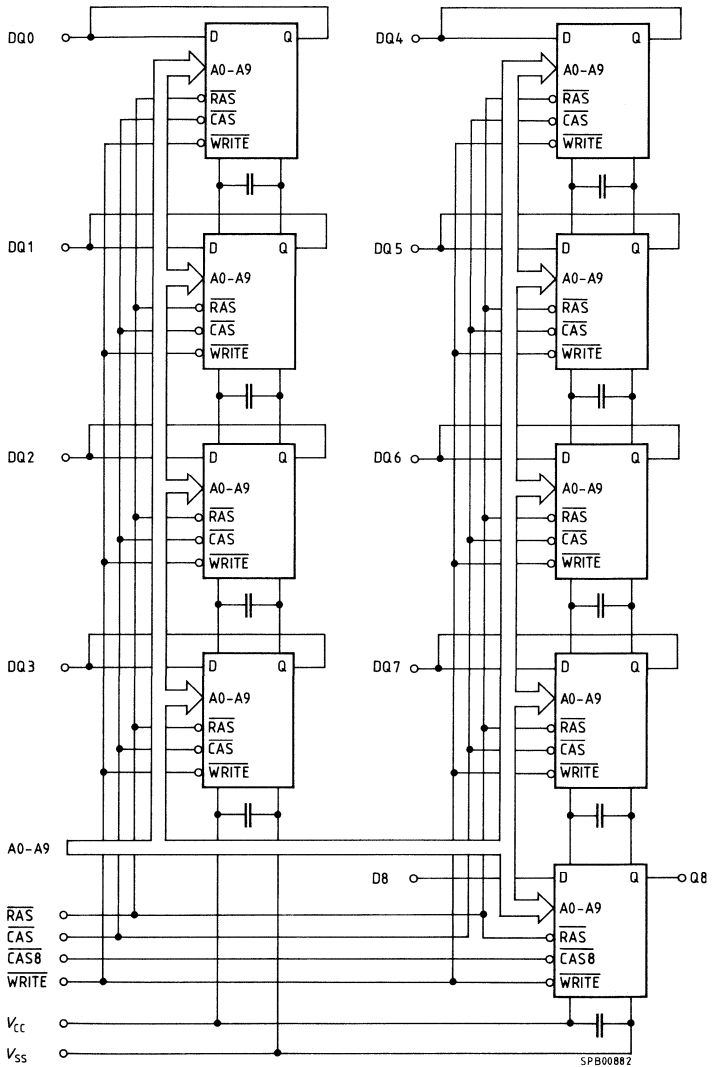 DQ0
D Q
A0-A9
RAS
CAS
WRITE
DQ1
D Q
A0-A9
RAS
CAS
WRITE
DQ2
D Q
A0-A9
RAS
CAS
WRITE
DQ3
D Q
A0-A9
RAS
CAS
WRITE
DQ4
D Q
A0-A9
RAS
CAS
WRITE
DQ5
D Q
A0-A9
RAS
CAS
WRITE
DQ6
D Q
A0-A9
RAS
CAS
WRITE
DQ7
D Q
A0-A9
RAS
CAS
WRITE
D8
D Q
Q8
A0-A9
RAS
CAS8
WRITE
A0-A9
RAS
CAS
CAS8
WRITE
VCC
VSS
SPB00882